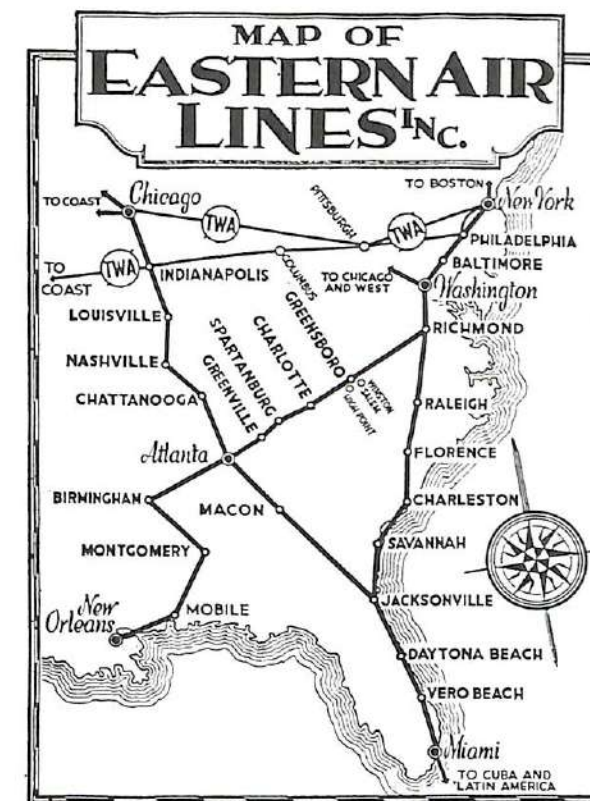 MAP OF
EASTERN AIR
LINES INC.
TO BOSTON
TO COAST
Chicago
New York
TWA
PITTSBURGH
TWA
PHILADELPHIA
TO
COAST
TWA
INDIANAPOLIS
COLUMBUS
BALTIMORE
TO CHICAGO
AND WEST
Washington
LOUISVILLE
GREENSBORO
RICHMOND
NASHVILLE
SPARTANBURG
GREENVILLE
CHARLOTTE
CHATTANOOGA
WINSTON
SALEM
HIGH POINT
RALEIGH
Atlanta
FLORENCE
BIRMINGHAM
MACON
CHARLESTON
MONTGOMERY
SAVANNAH
New
Orleans
MOBILE
JACKSONVILLE
DAYTONA BEACH
VERO BEACH
Miami
TO CUBA AND
LATIN AMERICA